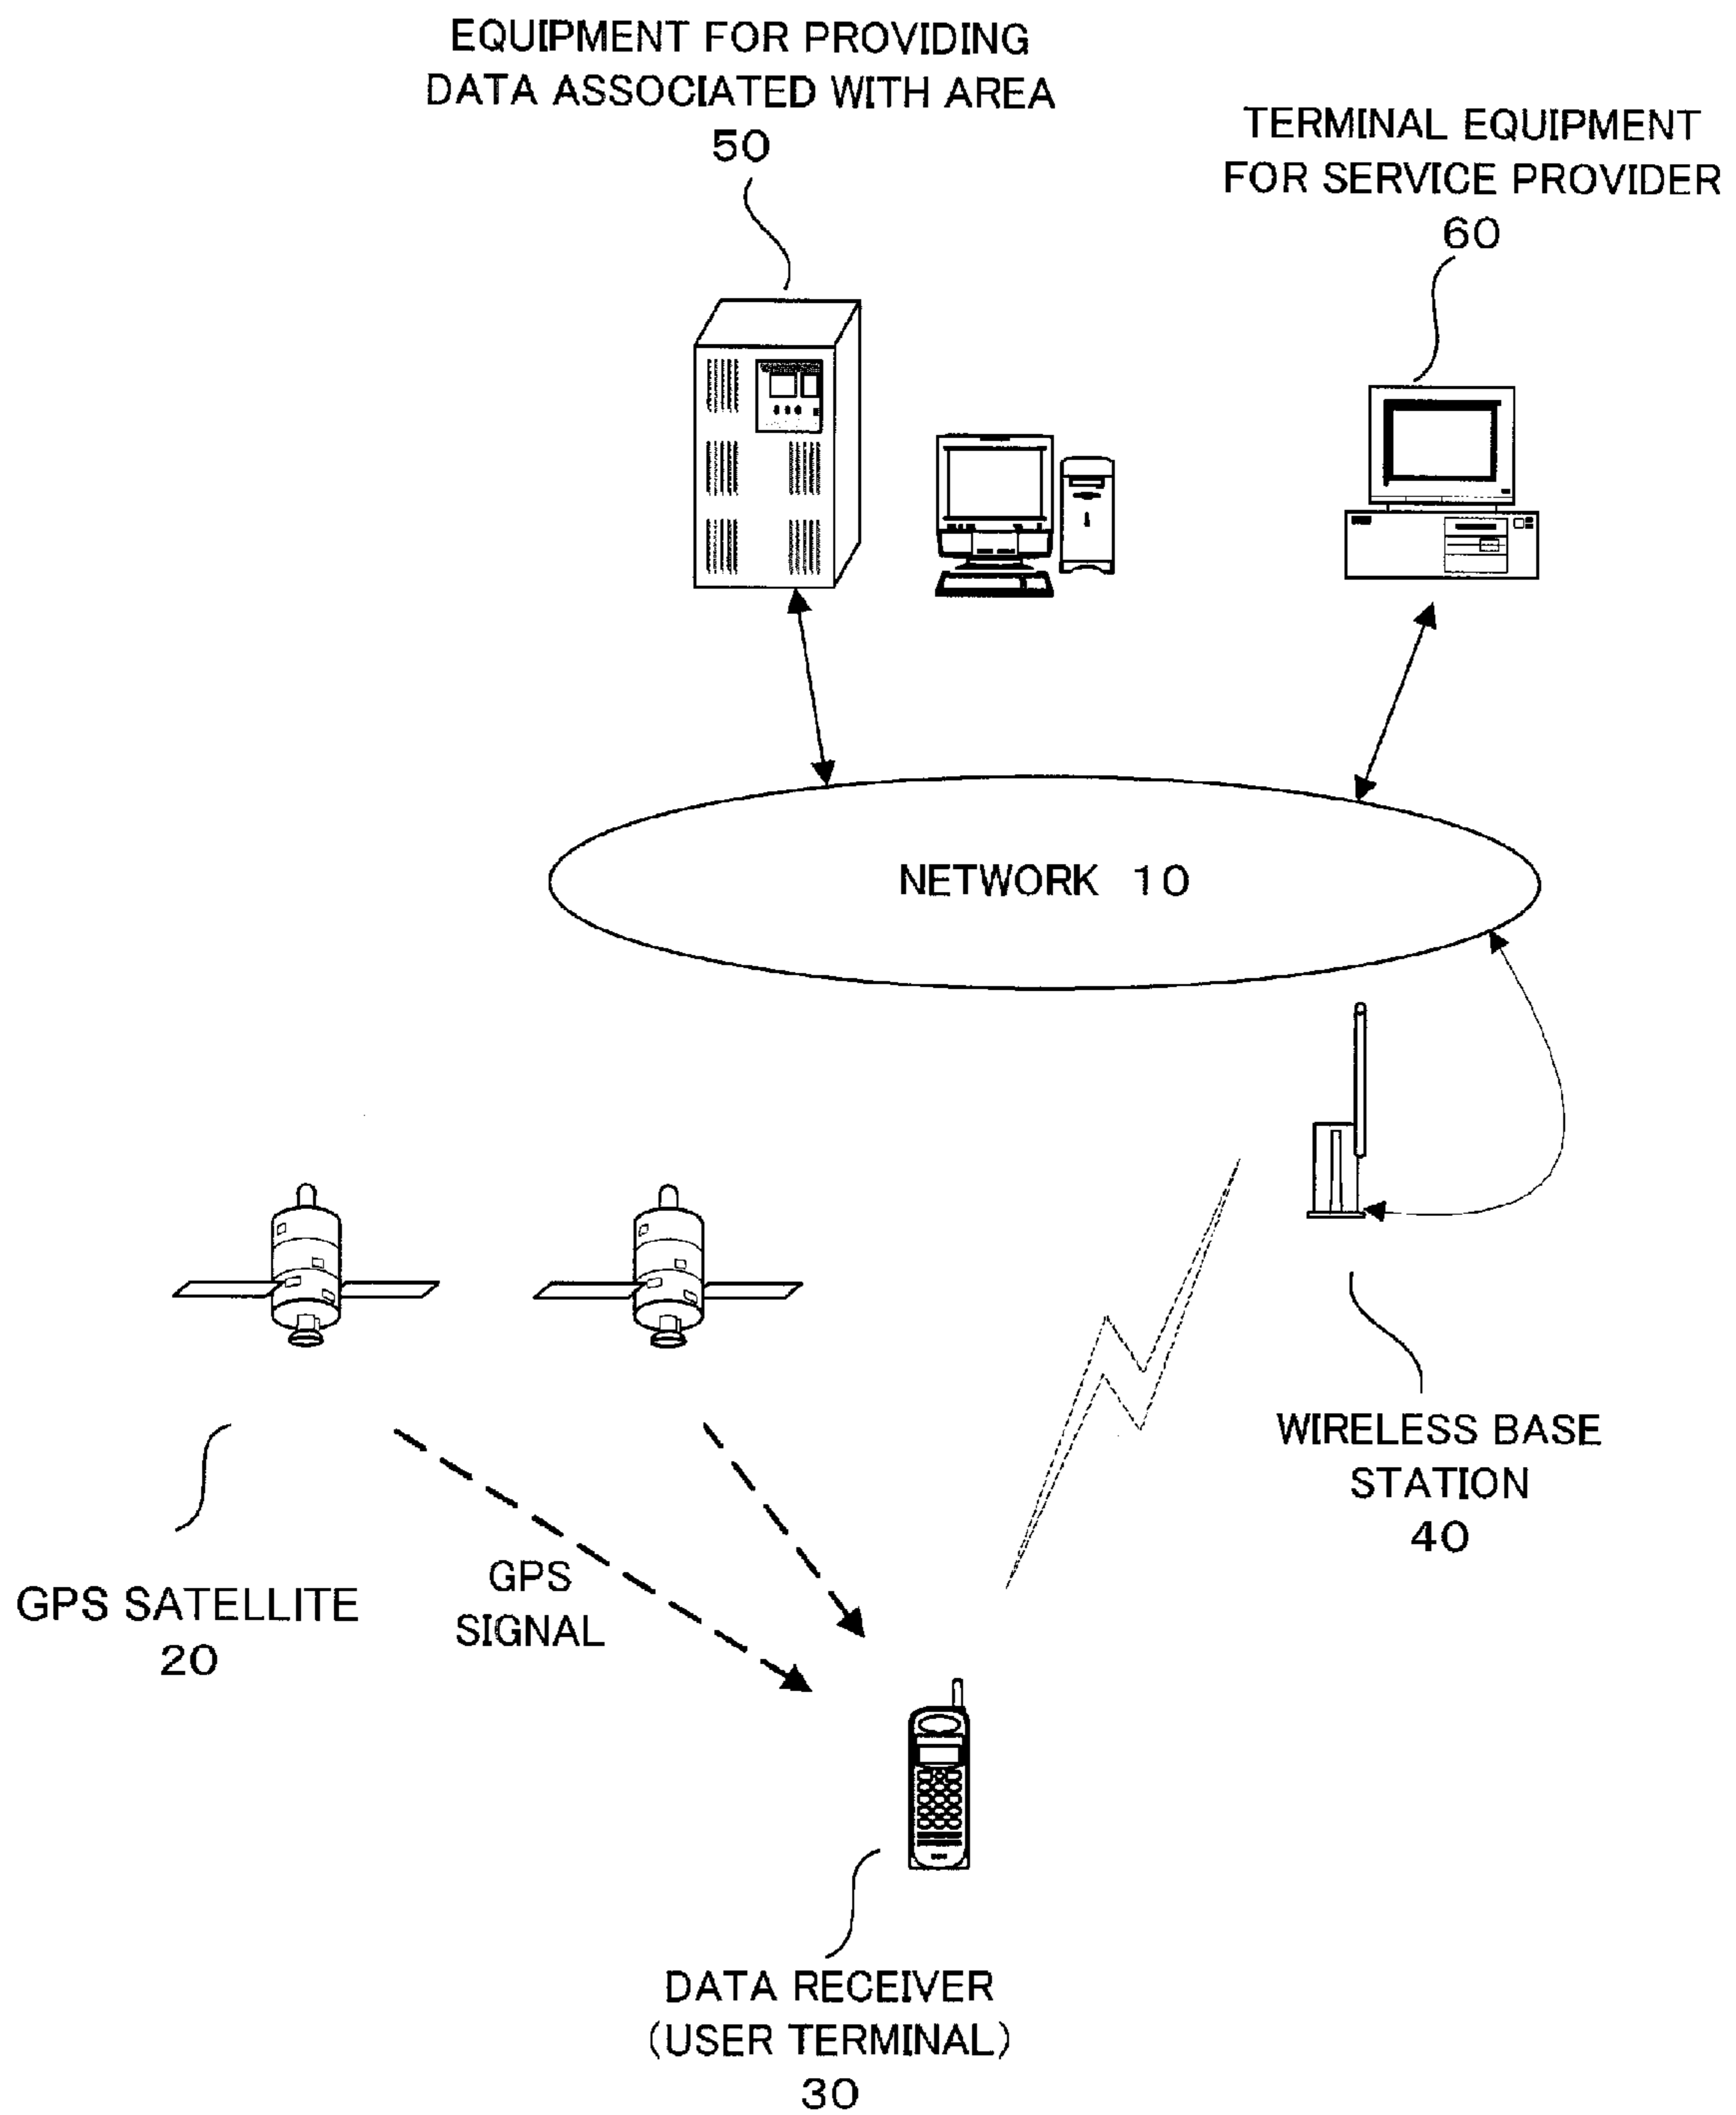 EQUIPMENT FOR PROVIDING
DATA ASSOCIATED WITH AREA
50
TERMINAL EQUIPMENT
FOR SERVICE PROVIDER
60
NETWORK 10
WIRELESS BASE
STATION
40
GPS SATELLITE
20
GPS
SIGNAL
DATA RECEIVER
(USER TERMINAL)
30